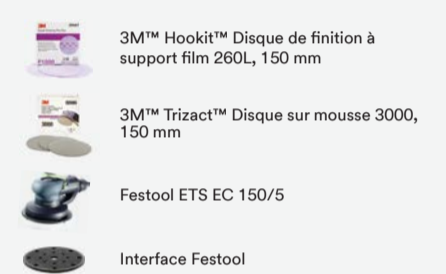 3M™ Hookit™ Disque de finition à
support film 260L, 150 mm
3M™ Trizact™ Disque sur mousse 3000,
150 mm
Festool ETS EC 150/5
Interface Festool